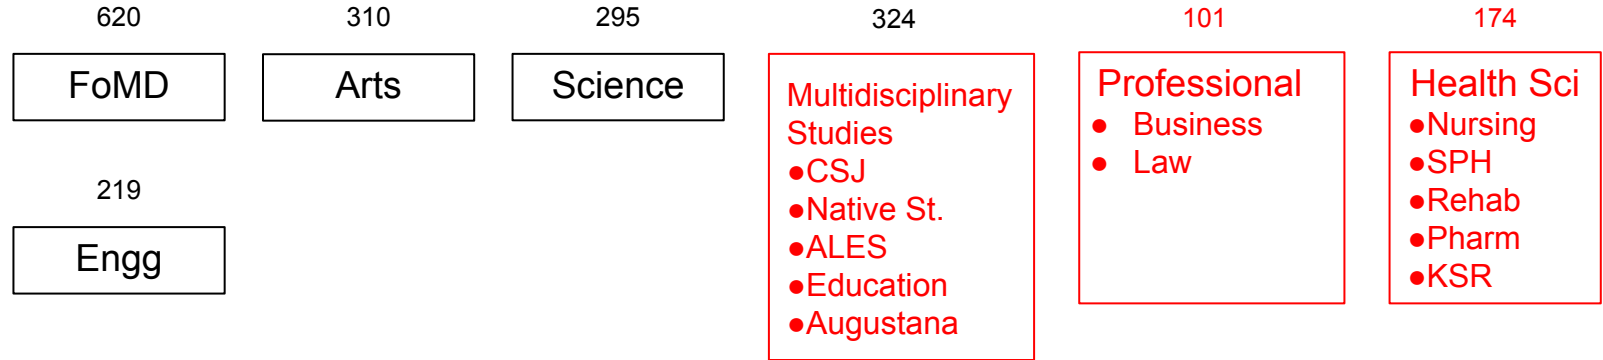 620
FoMD
310
Arts
295
Science
324
Multidisciplinary
Studies
●CSJ
●Native St.
●ALES
●Education
●Augustana
101
Professional
● Business
● Law
174
Health Sci
●Nursing
●SPH
●Rehab
●Pharm
●KSR
219
Engg